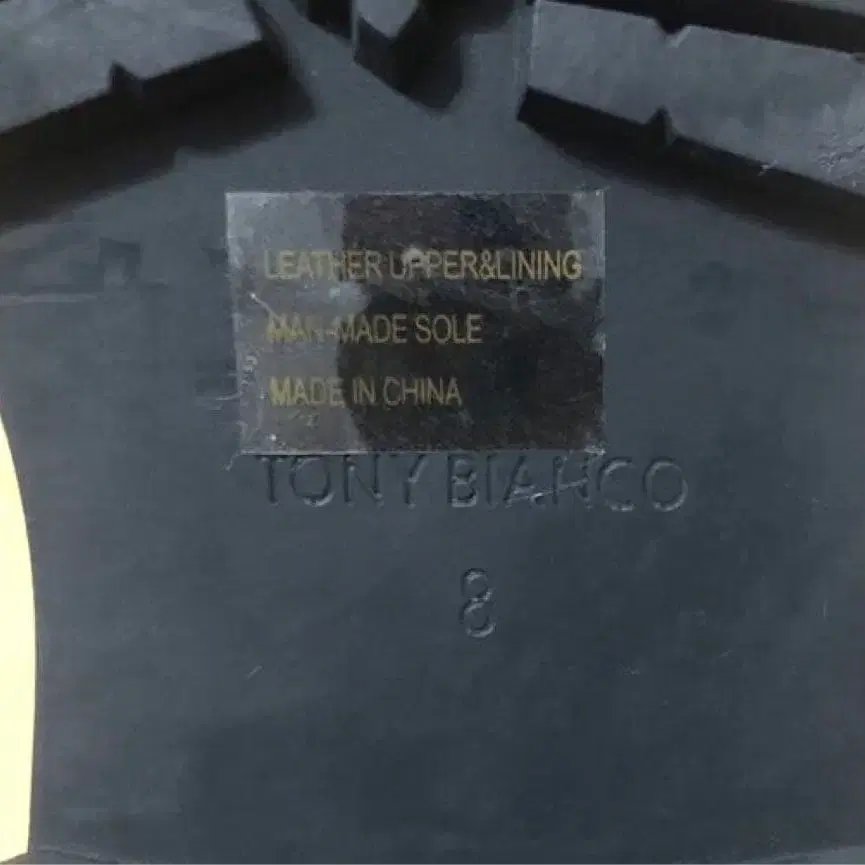 LEATHER UPPER&LINING
MAN-MADE SOLE
MADE IN CHINA
TONY BIANCO
8